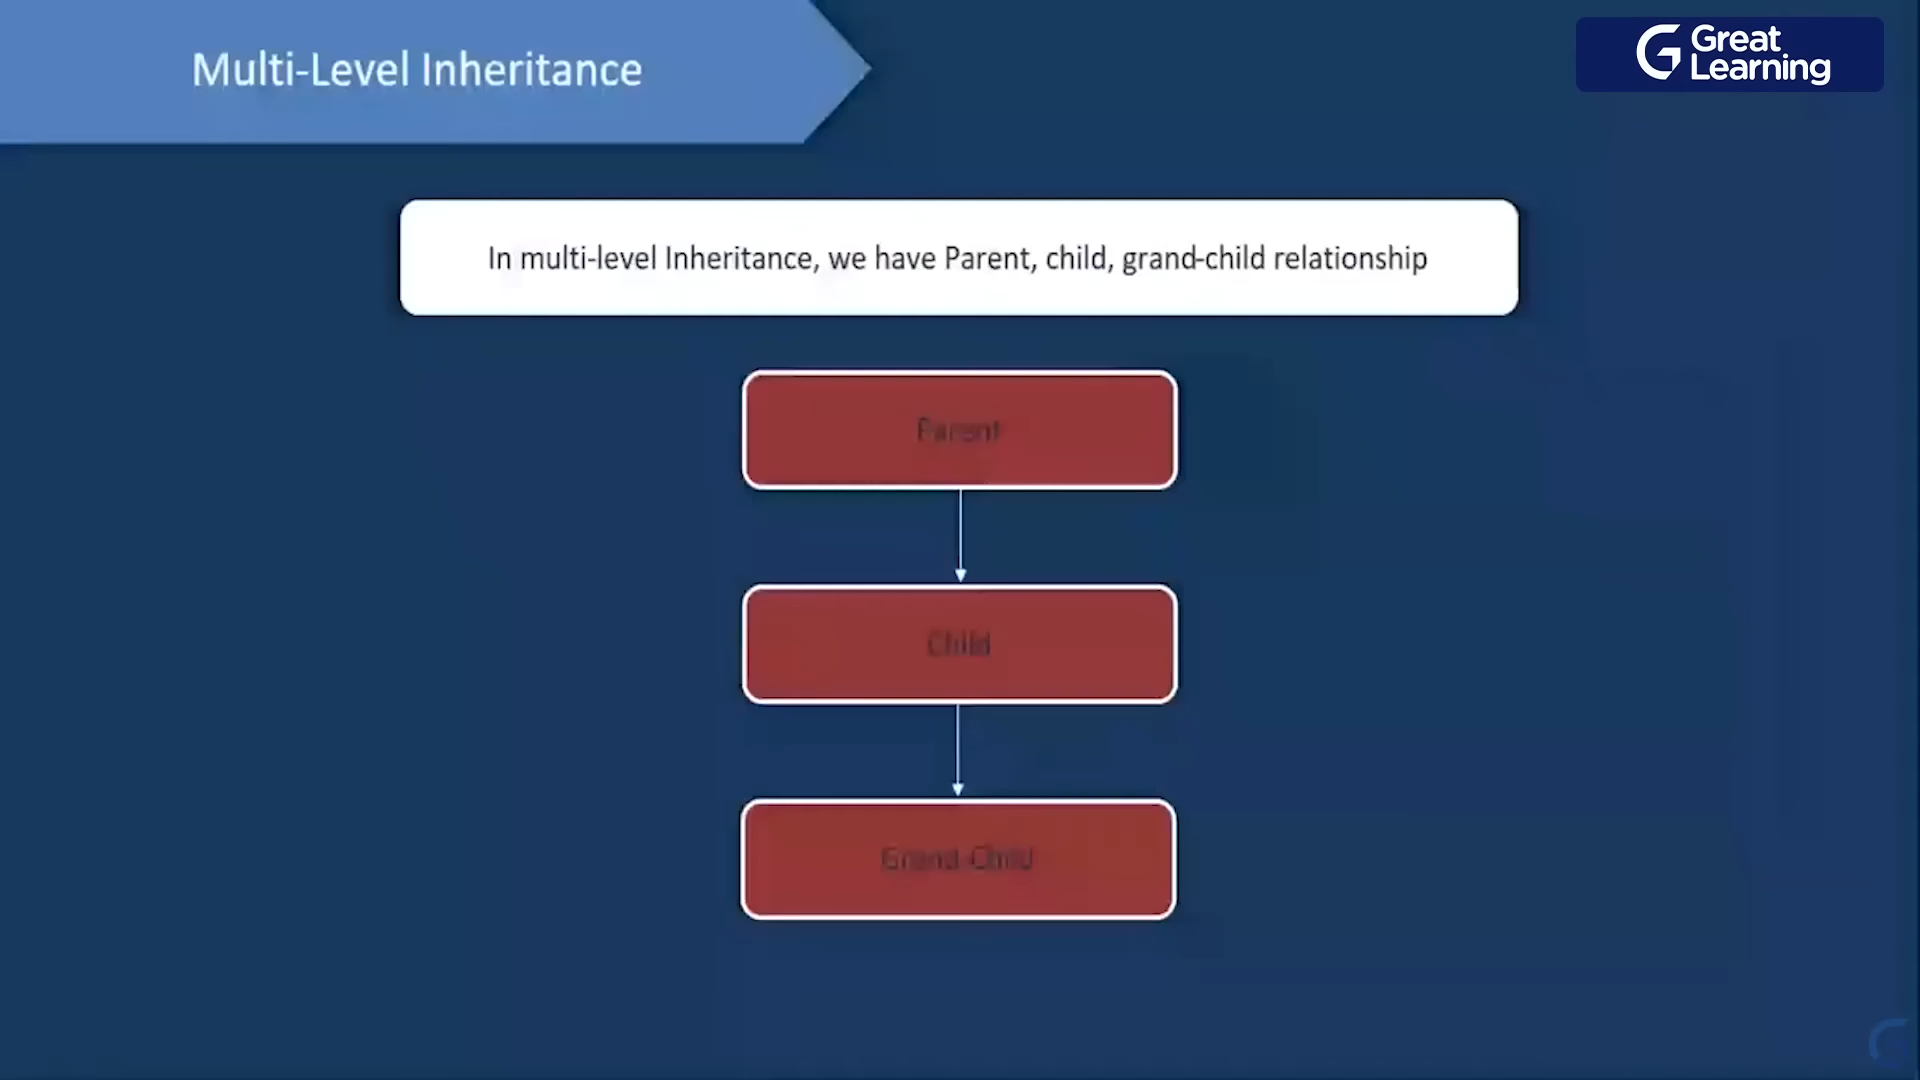 Multi-Level Inheritance
Great
Learning
In multi-level Inheritance, we have Parent, child, grand-child relationship
Parent
Child
Grand-Child